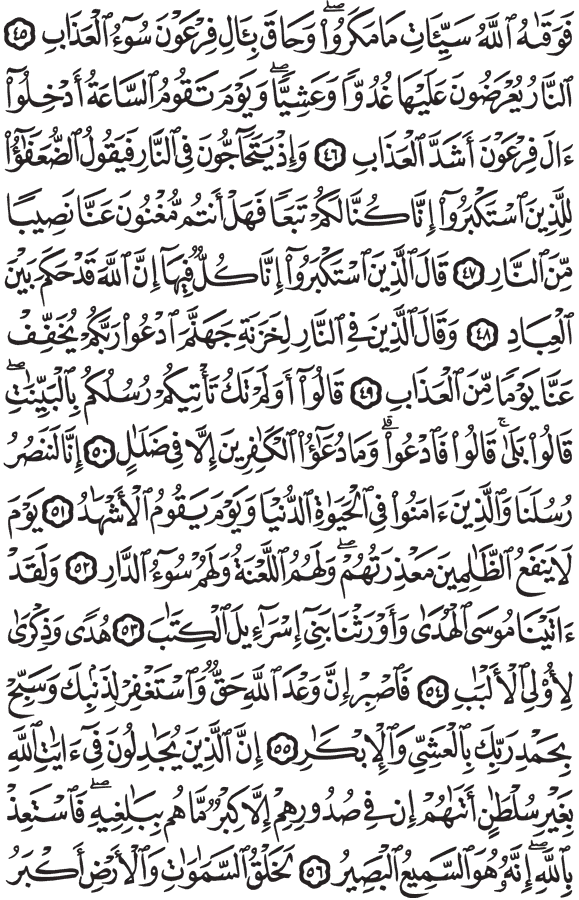 فَوَقَىٰهُ ٱللَّهُ سَيِّـَٔاتِ مَا مَكَرُوا۟ ۖ وَحَاقَ بِـَٔالِ فِرْعَوْنَ سُوٓءُ ٱلْعَذَابِ ٤٥
ٱلنَّارُ يُعْرَضُونَ عَلَيْهَا غُدُوًّا وَعَشِيًّا ۖ وَيَوْمَ تَقُومُ ٱلسَّاعَةُ أَدْخِلُوٓا۟
ءَالَ فِرْعَوْنَ أَشَدَّ ٱلْعَذَابِ ٤٦ وَإِذْ يَتَحَآجُّونَ فِى ٱلنَّارِ فَيَقُولُ ٱلضُّعَفَـٰٓؤُا۟
لِلَّذِينَ ٱسْتَكْبَرُوٓا۟ إِنَّا كُنَّا لَكُمْ تَبَعًا فَهَلْ أَنتُم مُّغْنُونَ عَنَّا نَصِيبًا
مِّنَ ٱلنَّارِ ٤٧ قَالَ ٱلَّذِينَ ٱسْتَكْبَرُوٓا۟ إِنَّا كُلٌّ فِيهَآ إِنَّ ٱللَّهَ قَدْ حَكَمَ بَيْنَ
ٱلْعِبَادِ ٤٨ وَقَالَ ٱلَّذِينَ فِى ٱلنَّارِ لِخَزَنَةِ جَهَنَّمَ ٱدْعُوا۟ رَبَّكُمْ يُخَفِّفْ
عَنَّا يَوْمًا مِّنَ ٱلْعَذَابِ ٤٩ قَالُوٓا۟ أَوَلَمْ تَكُ تَأْتِيكُمْ رُسُلُكُم بِٱلْبَيِّنَـٰتِ ۖ
قَالُوا۟ بَلَىٰ ۚ قَالُوا۟ فَٱدْعُوا۟ ۗ وَمَا دُعَـٰٓؤُا۟ ٱلْكَـٰفِرِينَ إِلَّا فِى ضَلَـٰلٍ ٥٠ إِنَّا لَنَنصُرُ
رُسُلَنَا وَٱلَّذِينَ ءَامَنُوا۟ فِى ٱلْحَيَوٰةِ ٱلدُّنْيَا وَيَوْمَ يَقُومُ ٱلْأَشْهَـٰدُ ٥١ يَوْمَ
لَا يَنفَعُ ٱلظَّـٰلِمِينَ مَعْذِرَتُهُمْ ۖ وَلَهُمُ ٱللَّعْنَةُ وَلَهُمْ سُوٓءُ ٱلدَّارِ ٥٢ وَلَقَدْ
ءَاتَيْنَا مُوسَى ٱلْهُدَىٰ وَأَوْرَثْنَا بَنِىٓ إِسْرَٰٓءِيلَ ٱلْكِتَـٰبَ ٥٣ هُدًى وَذِكْرَىٰ
لِأُو۟لِى ٱلْأَلْبَـٰبِ ٥٤ فَٱصْبِرْ إِنَّ وَعْدَ ٱللَّهِ حَقٌّ وَٱسْتَغْفِرْ لِذَنۢبِكَ وَسَبِّحْ
بِحَمْدِ رَبِّكَ بِٱلْعَشِىِّ وَٱلْإِبْكَـٰرِ ٥٥ إِنَّ ٱلَّذِينَ يُجَـٰدِلُونَ فِىٓ ءَايَـٰتِ ٱللَّهِ
بِغَيْرِ سُلْطَـٰنٍ أَتَىٰهُمْ إِن فِى صُدُورِهِمْ إِلَّا كِبْرٌ مَّا هُم بِبَـٰلِغِيهِ ۚ فَٱسْتَعِذْ
بِٱللَّهِ ۖ إِنَّهُۥ هُوَ ٱلسَّمِيعُ ٱلْبَصِيرُ ٥٦ لَخَلْقُ ٱلسَّمَـٰوَٰتِ وَٱلْأَرْضِ أَكْبَرُ